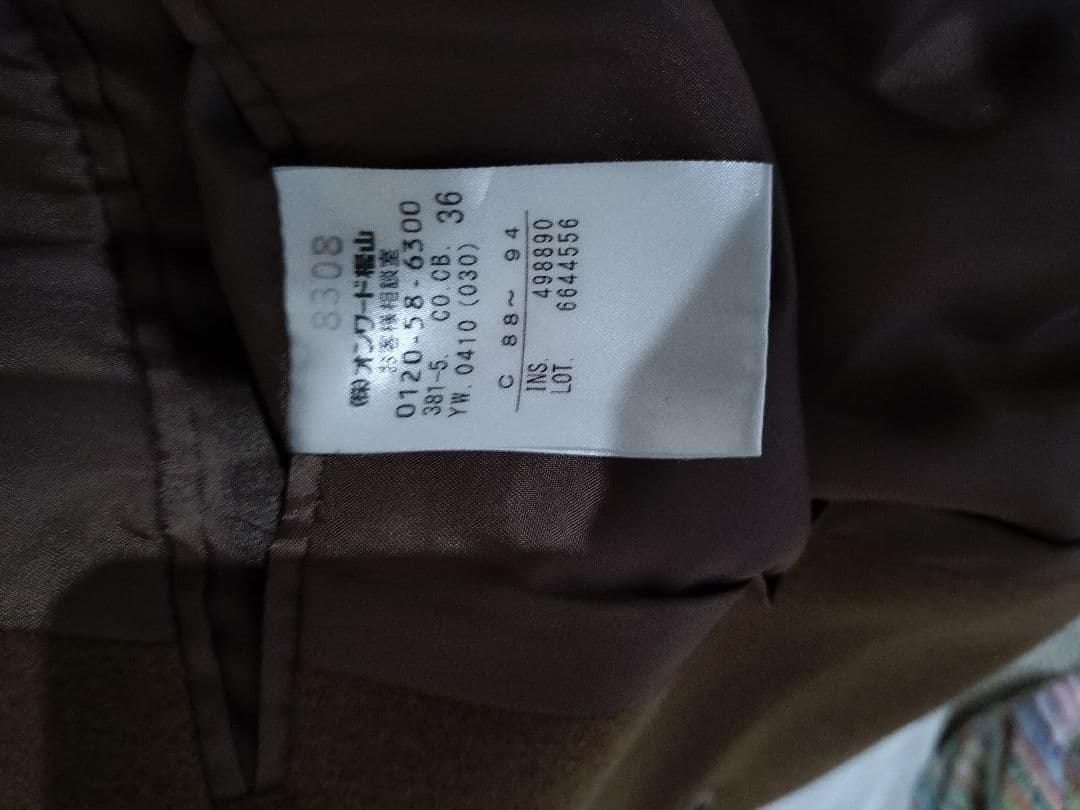 8308
(株)オンワード樫山
お客様相談室
0120-58-6300
381-5. CO.CB. 36
YW.0410(030)
C 88~94
INS. 498890
LOT. 6644556